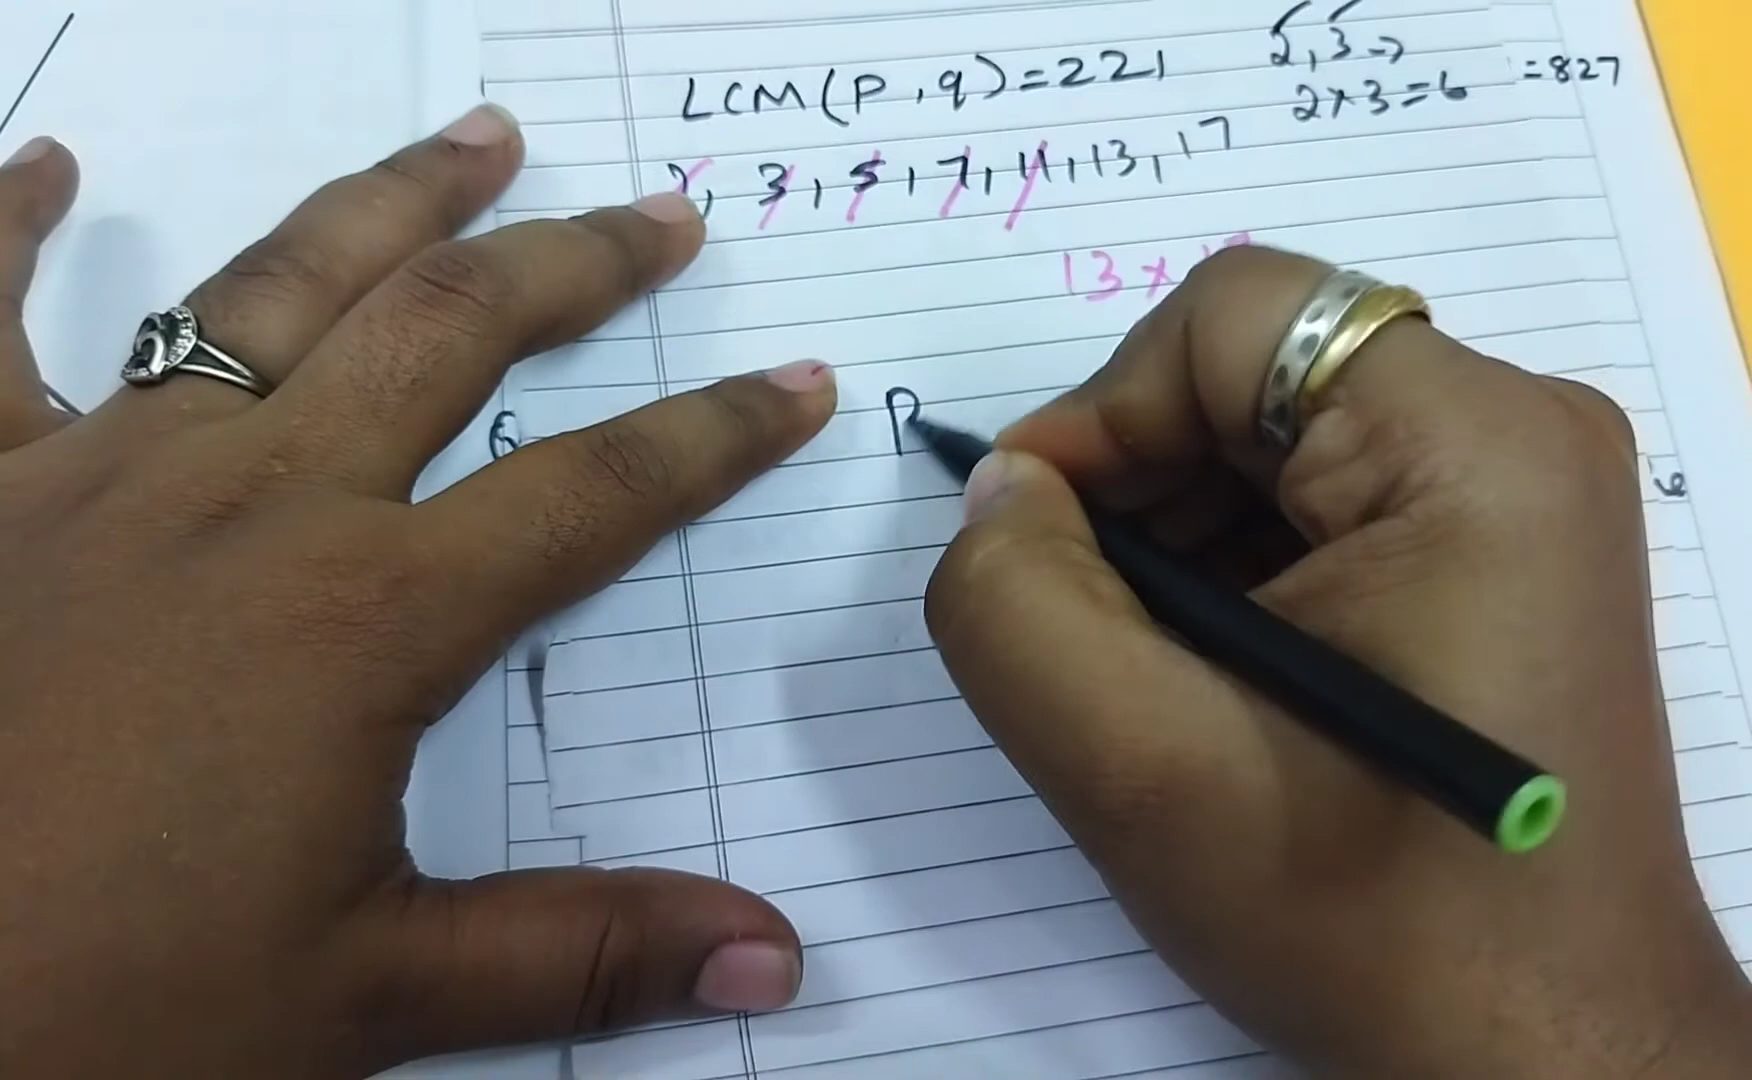 LCM(P,q)=221
2,3→
2×3=6
=827
2, 3, 5, 7, 11, 13, 17
13×
P